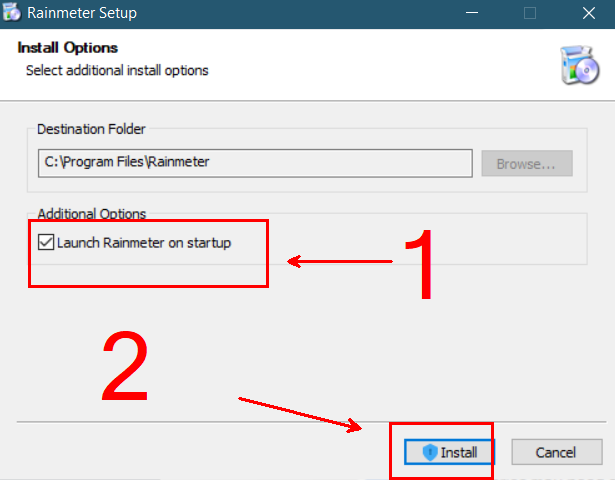 Rainmeter Setup
Install Options
Select additional install options
Destination Folder
C:\Program Files\Rainmeter
Browse...
Additional Options
Launch Rainmeter on startup
1
2
Install
Cancel